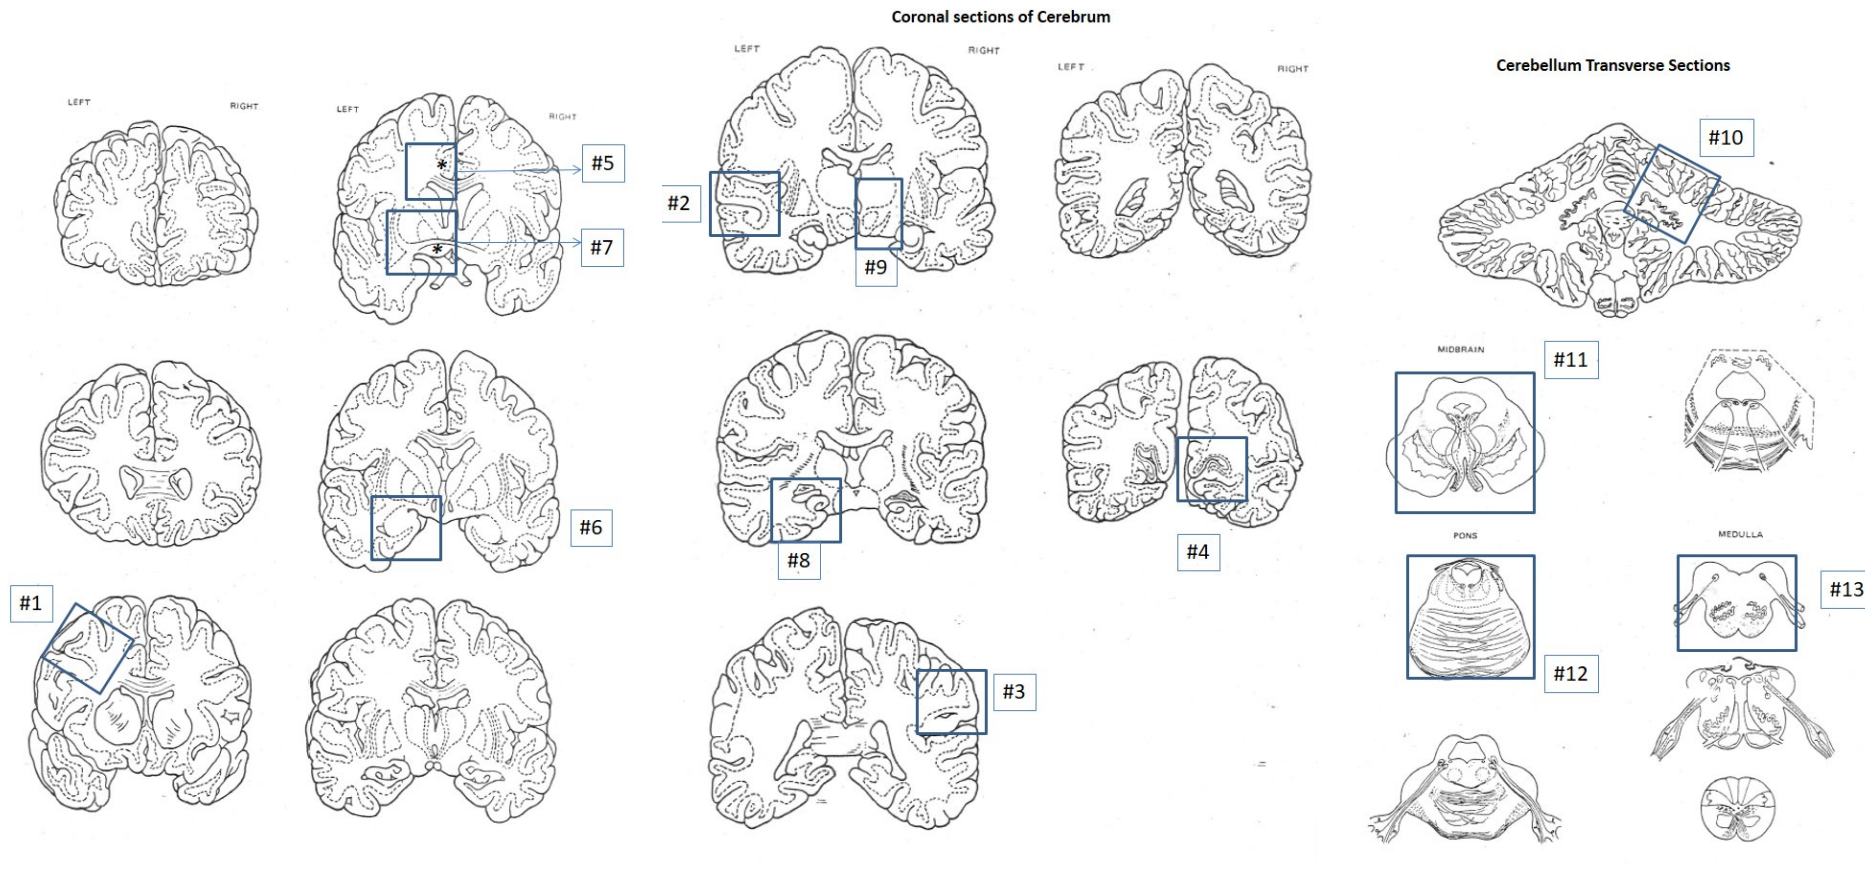 Coronal sections of Cerebrum
LEFT
RIGHT
LEFT
RIGHT
LEFT
RIGHT
LEFT
RIGHT
Cerebellum Transverse Sections
#5
*
#7
*
#2
#9
#10
#6
#8
#4
MIDBRAIN
#11
#1
#3
PONS
#12
MEDULLA
#13